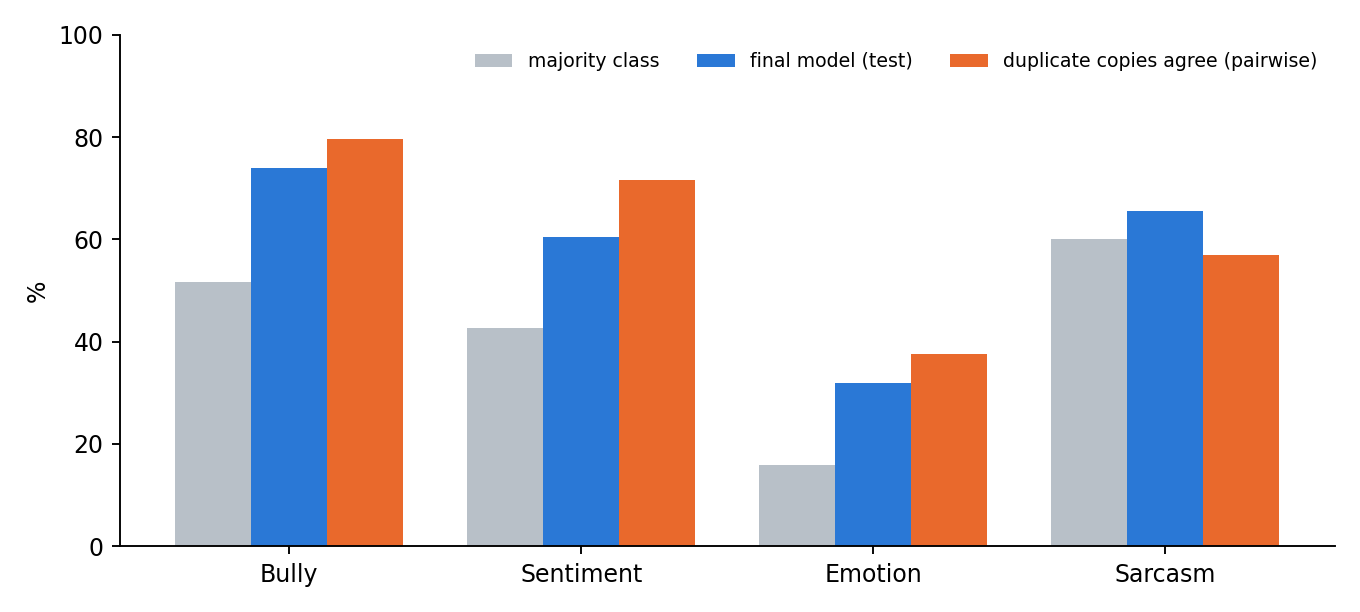 majority class
final model (test)
duplicate copies agree (pairwise)
100
80
60
40
20
0
%
Bully
Sentiment
Emotion
Sarcasm